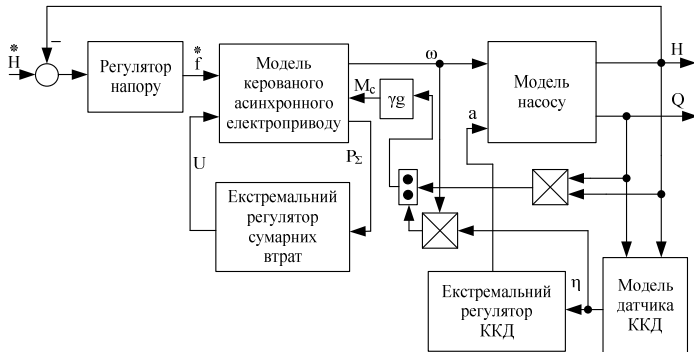 *
H
−
Регулятор
напору
*
f
Модель
керованого
асинхронного
електроприводу
ω
Mc
γg
Модель
насосу
H
Q
a
U
PΣ
Екстремальний
регулятор
сумарних
втрат
Екстремальний
регулятор
ККД
η
Модель
датчика
ККД